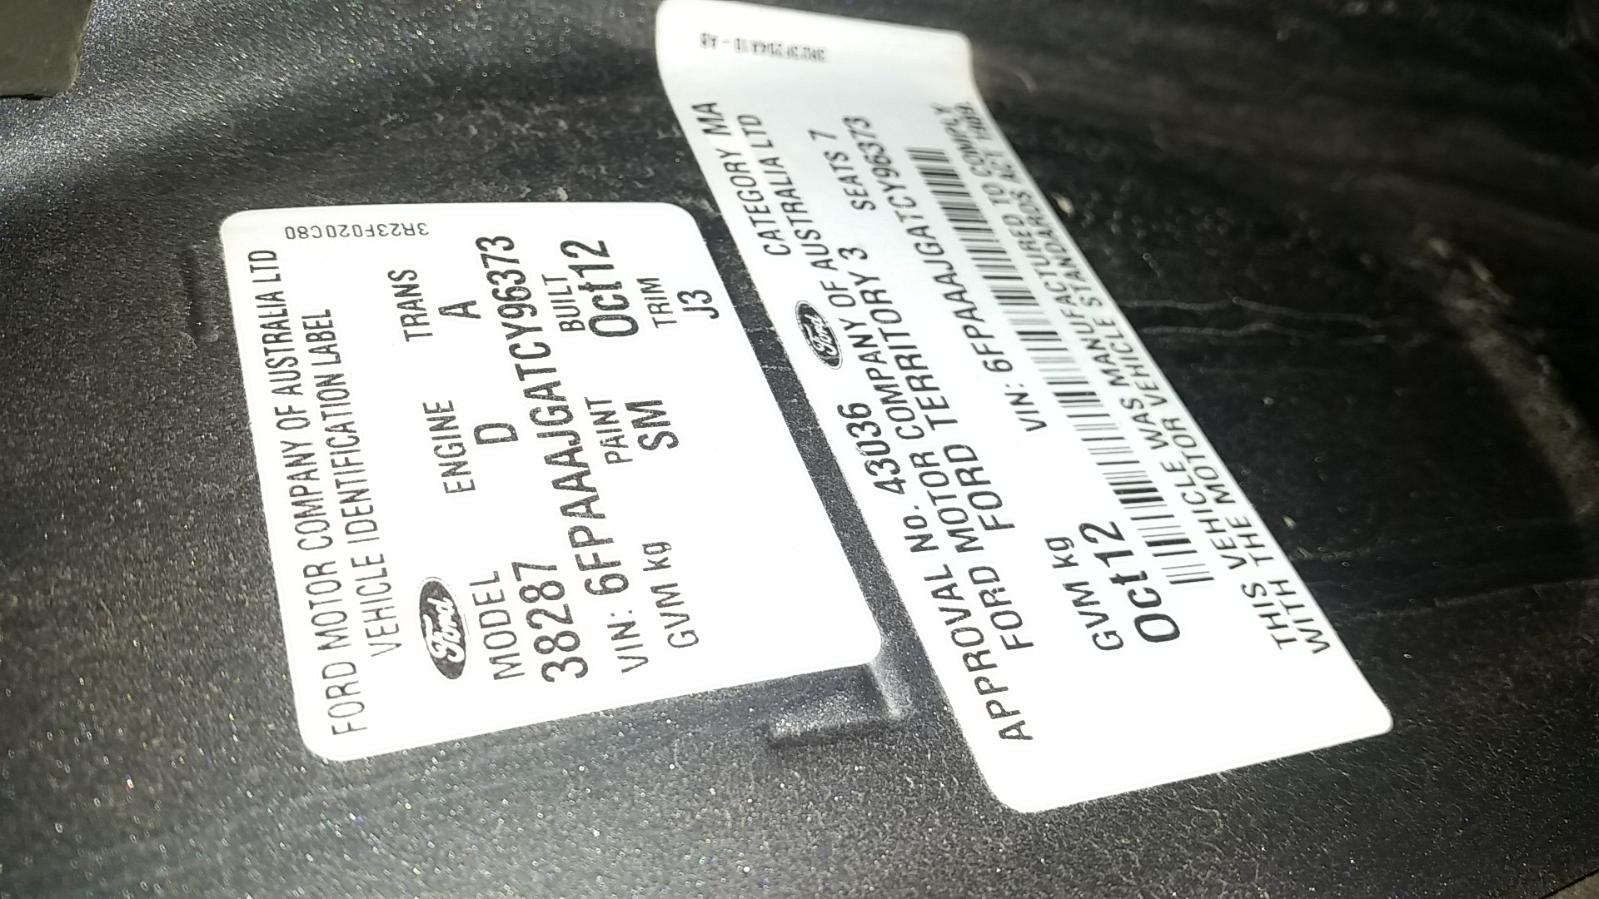 3R23F020C80
FORD MOTOR COMPANY OF AUSTRALIA LTD
VEHICLE IDENTIFICATION LABEL
Ford
MODEL ENGINE TRANS
38287 D A
VIN: 6FPAAAJGATCY96373
GVM kg PAINT BUILT
SM Oct12
TRIM
J3
CATEGORY MA
Ford AUSTRALIA LTD
APPROVAL No. 43036
FORD MOTOR COMPANY OF AUSTRALIA
FORD TERRITORY 3 SEATS 7
VIN: 6FPAAAJGATCY96373
GVM kg
Oct12
THIS VEHICLE WAS MANUFACTURED TO COMPLY
WITH THE MOTOR VEHICLE STANDARDS ACT 1989.